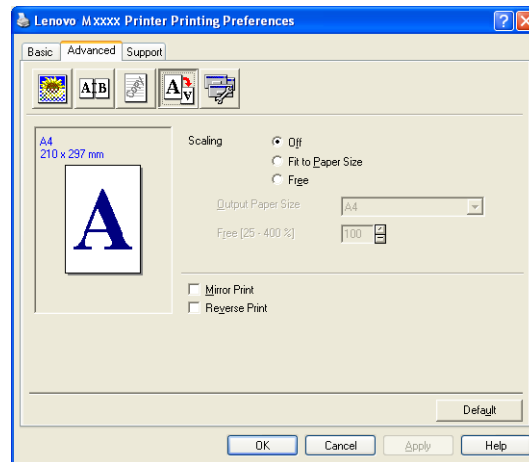 Lenovo Mxxxx Printer Printing Preferences
Basic Advanced Support
A B A A
A4
210 x 297 mm
A
Scaling
Off
Fit to Paper Size
Free
Output Paper Size A4
Free [25 - 400 %] 100
Mirror Print
Reverse Print
Default
OK Cancel Apply Help